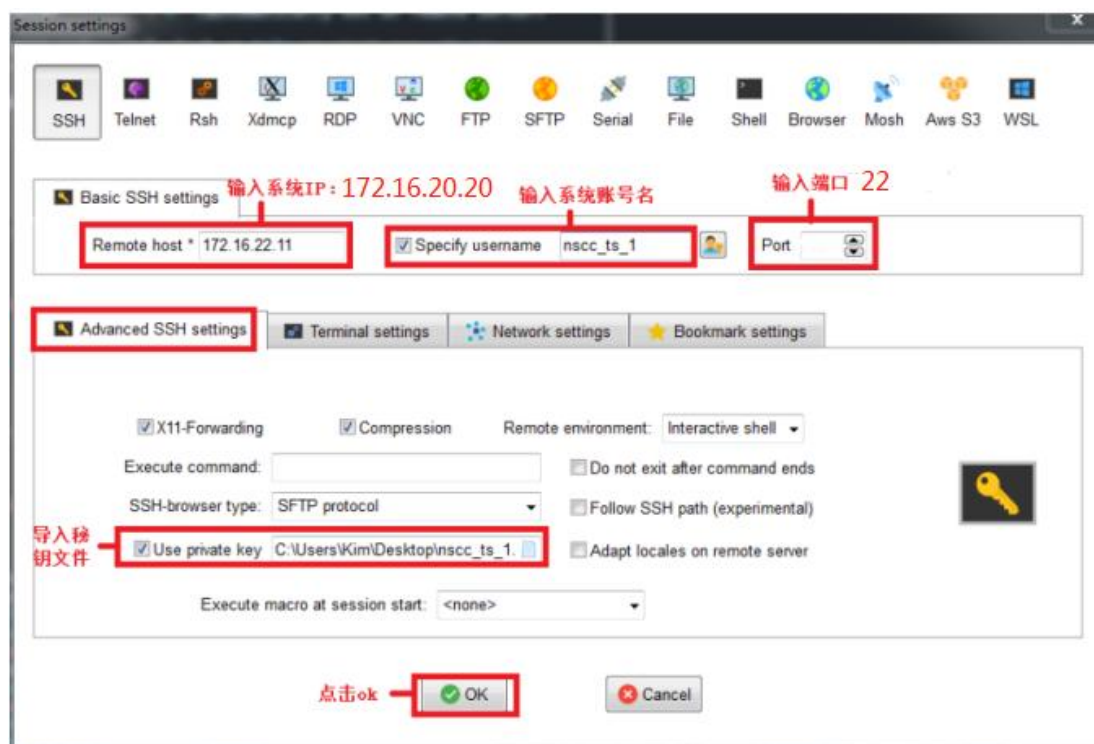 Session settings
x
SSH Telnet Rsh Xdmcp RDP VNC FTP SFTP Serial File Shell Browser Mosh Aws S3 WSL
输入系统IP：172.16.20.20 输入系统账号名 输入端口 22
Basic SSH settings
Remote host * 172.16.22.11 Specify username nscc_ts_1 Port
Advanced SSH settings Terminal settings Network settings Bookmark settings
X11-Forwarding Compression Remote environment: Interactive shell
Execute command: Do not exit after command ends
SSH-browser type: SFTP protocol Follow SSH path (experimental)
导入秘
钥文件
Use private key C:\Users\Kim\Desktop\nscc_ts_1. Adapt locales on remote server
Execute macro at session start: <none>
点击ok OK Cancel